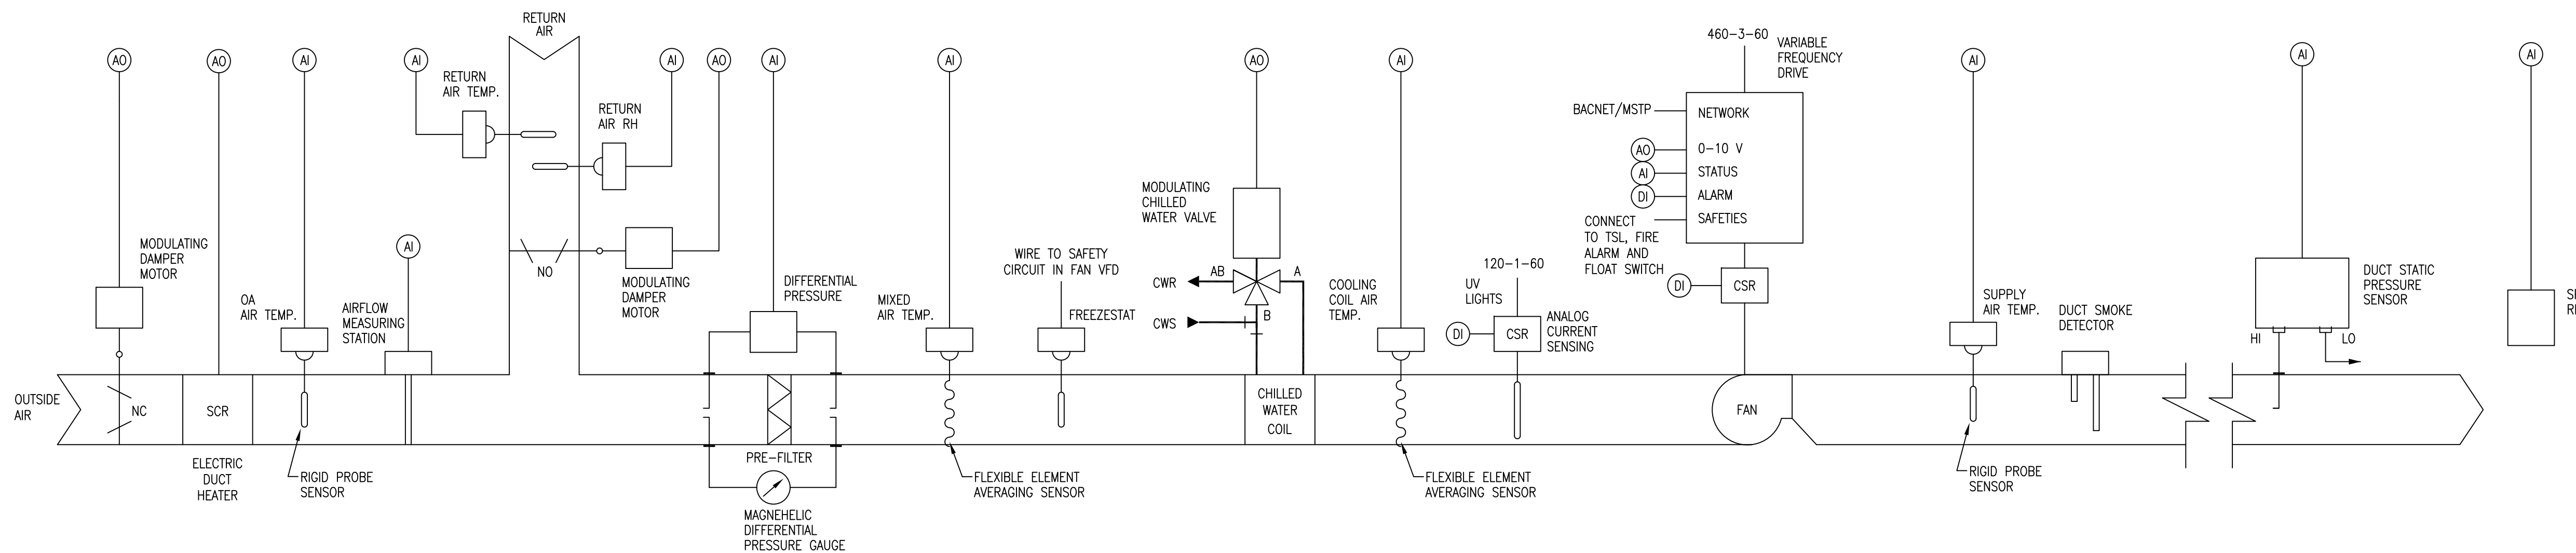 RETURN
AIR
AO
AO
AI
AI
RETURN
AIR TEMP.
AI
AO
AI
RETURN
AIR RH
AI
AO
AI
460-3-60
VARIABLE
FREQUENCY
DRIVE
AI
AI
AI
BACNET/MSTP
NETWORK
AO
0-10 V
AI
STATUS
DI
ALARM
SAFETIES
CONNECT
TO TSL, FIRE
ALARM AND
FLOAT SWITCH
DI
CSR
MODULATING
DAMPER
MOTOR
AI
NO
MODULATING
DAMPER
MOTOR
OA
AIR TEMP.
AIRFLOW
MEASURING
STATION
DIFFERENTIAL
PRESSURE
MIXED
AIR TEMP.
WIRE TO SAFETY
CIRCUIT IN FAN VFD
FREEZESTAT
MODULATING
CHILLED
WATER VALVE
AB
A
CWR
CWS
B
COOLING
COIL AIR
TEMP.
120-1-60
UV
LIGHTS
DI
CSR
ANALOG
CURRENT
SENSING
SUPPLY
AIR TEMP.
DUCT SMOKE
DETECTOR
DUCT STATIC
PRESSURE
SENSOR
HI
LO
OUTSIDE
AIR
NC
SCR
CHILLED
WATER
COIL
FAN
ELECTRIC
DUCT
HEATER
RIGID PROBE
SENSOR
PRE-FILTER
MAGNEHELIC
DIFFERENTIAL
PRESSURE GAUGE
FLEXIBLE ELEMENT
AVERAGING SENSOR
FLEXIBLE ELEMENT
AVERAGING SENSOR
RIGID PROBE
SENSOR